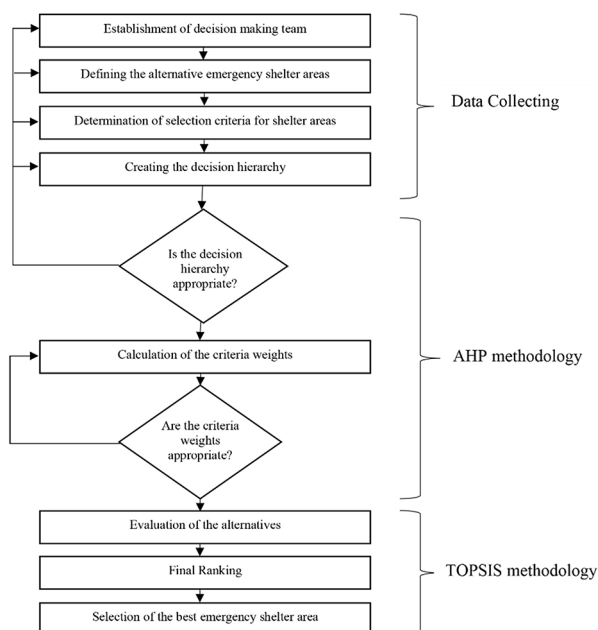 Establishment of decision making team
Defining the alternative emergency shelter areas
Determination of selection criteria for shelter areas
Creating the decision hierarchy
Data Collecting
Is the decision
hierarchy
appropriate?
Calculation of the criteria weights
Are the criteria
weights
appropriate?
AHP methodology
Evaluation of the alternatives
Final Ranking
Selection of the best emergency shelter area
TOPSIS methodology